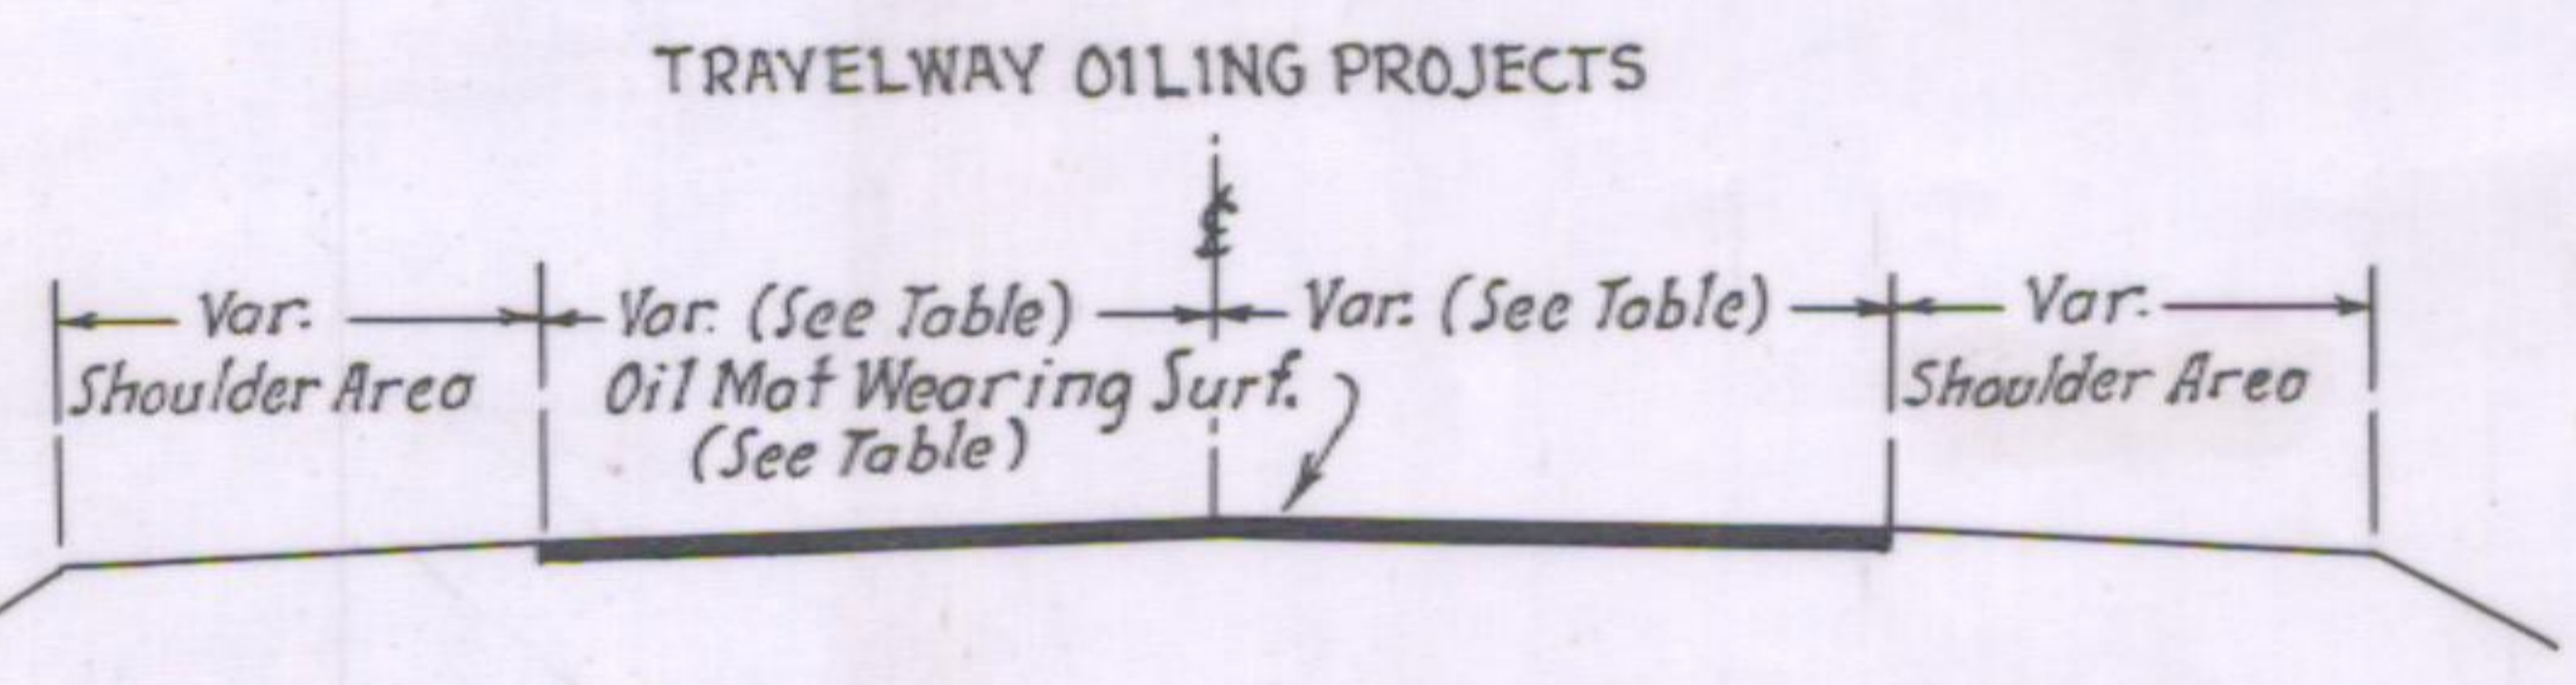 TRAVELWAY OILING PROJECTS
℄
Var. Var. (See Table) Var. (See Table) Var.
Shoulder Area Oil Mat Wearing Surf. Shoulder Area
(See Table)